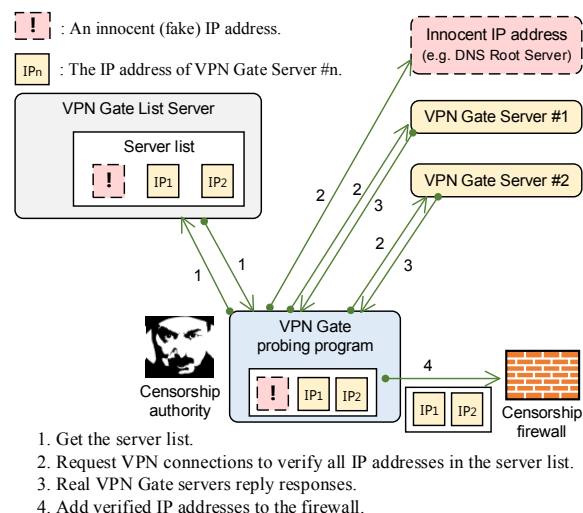 ! : An innocent (fake) IP address.
IPn : The IP address of VPN Gate Server #n.
Innocent IP address
(e.g. DNS Root Server)
VPN Gate List Server
Server list
! IP1 IP2
VPN Gate Server #1
VPN Gate Server #2
2
2
3
2
3
1
1
Censorship
authority
VPN Gate
probing program
! IP1 IP2
4
IP1 IP2
Censorship
firewall
1. Get the server list.
2. Request VPN connections to verify all IP addresses in the server list.
3. Real VPN Gate servers reply responses.
4. Add verified IP addresses to the firewall.